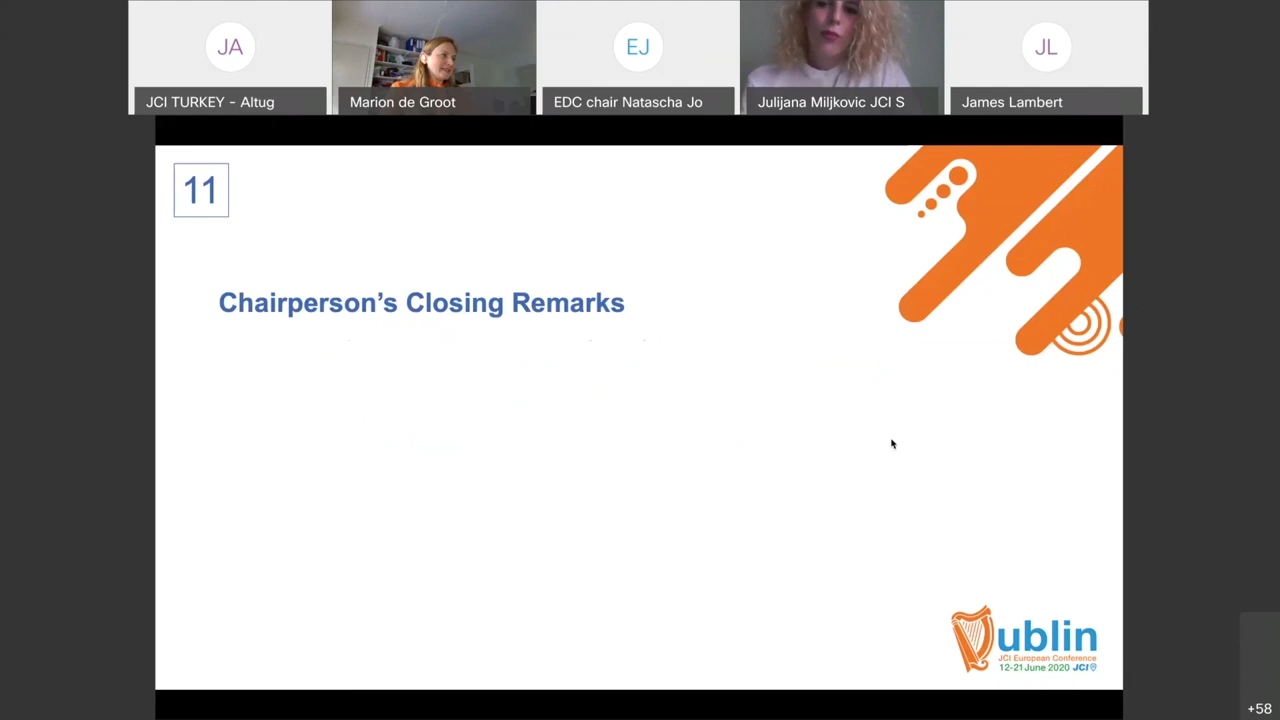 JA
EJ
JL
JCI TURKEY - Altug
Marion de Groot
EDC chair Natascha Jo
Julijana Miljkovic JCI S
James Lambert
11
Chairperson's Closing Remarks
Dublin
JCI European Conference
12-21 June 2020 JCI
+58